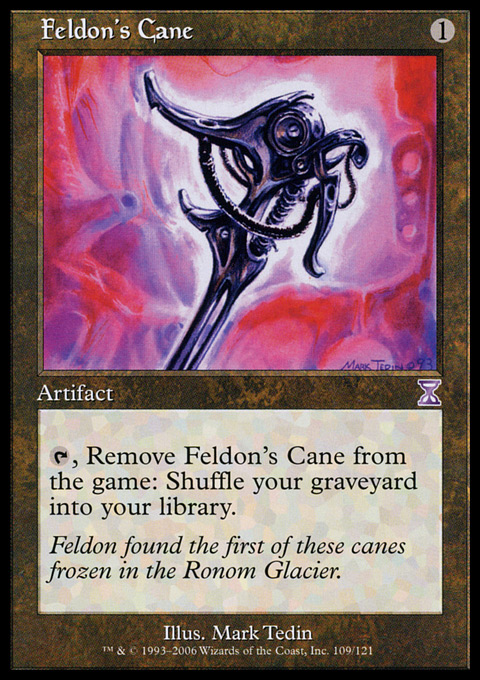 Feldon's Cane 1
MARK TEDIN © 93
Artifact
, Remove Feldon's Cane from
the game: Shuffle your graveyard
into your library.
Feldon found the first of these canes
frozen in the Ronom Glacier.
Illus. Mark Tedin
™ & © 1993–2006 Wizards of the Coast, Inc. 109/121